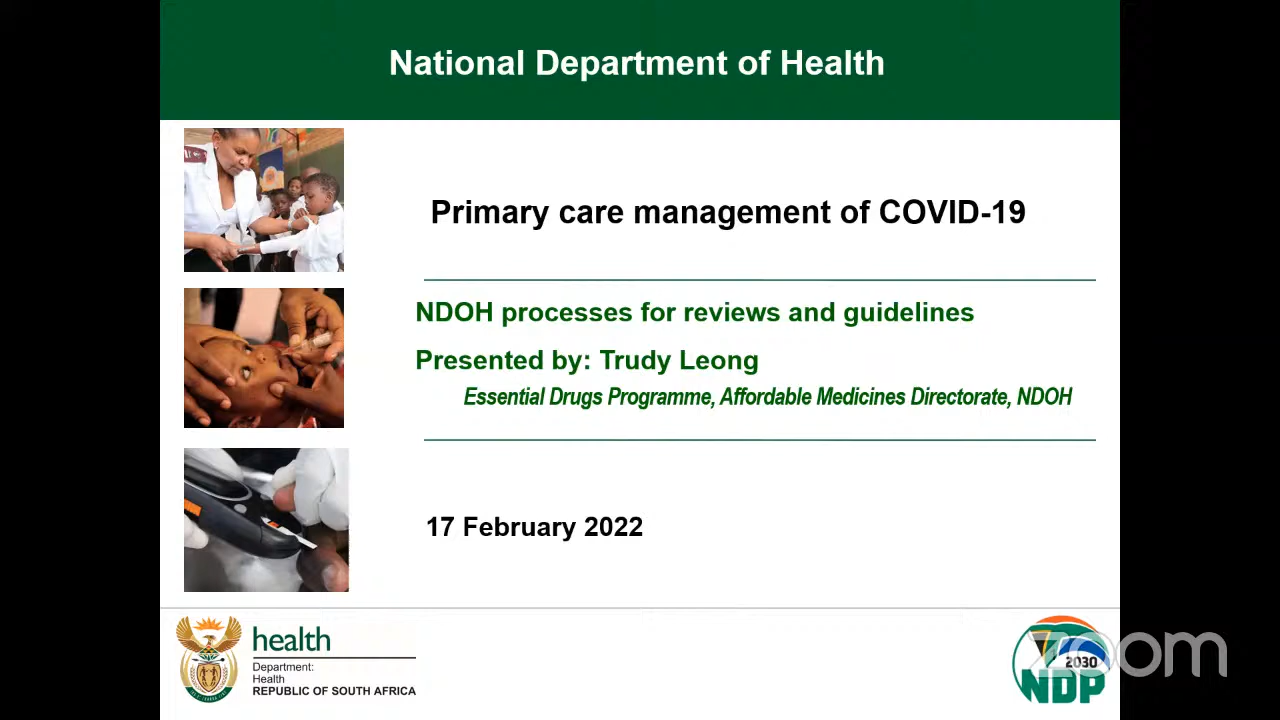 National Department of Health
Primary care management of COVID-19
NDOH processes for reviews and guidelines
Presented by: Trudy Leong
Essential Drugs Programme, Affordable Medicines Directorate, NDOH
17 February 2022
health
Department:
Health
REPUBLIC OF SOUTH AFRICA
2030
NDP
zoom